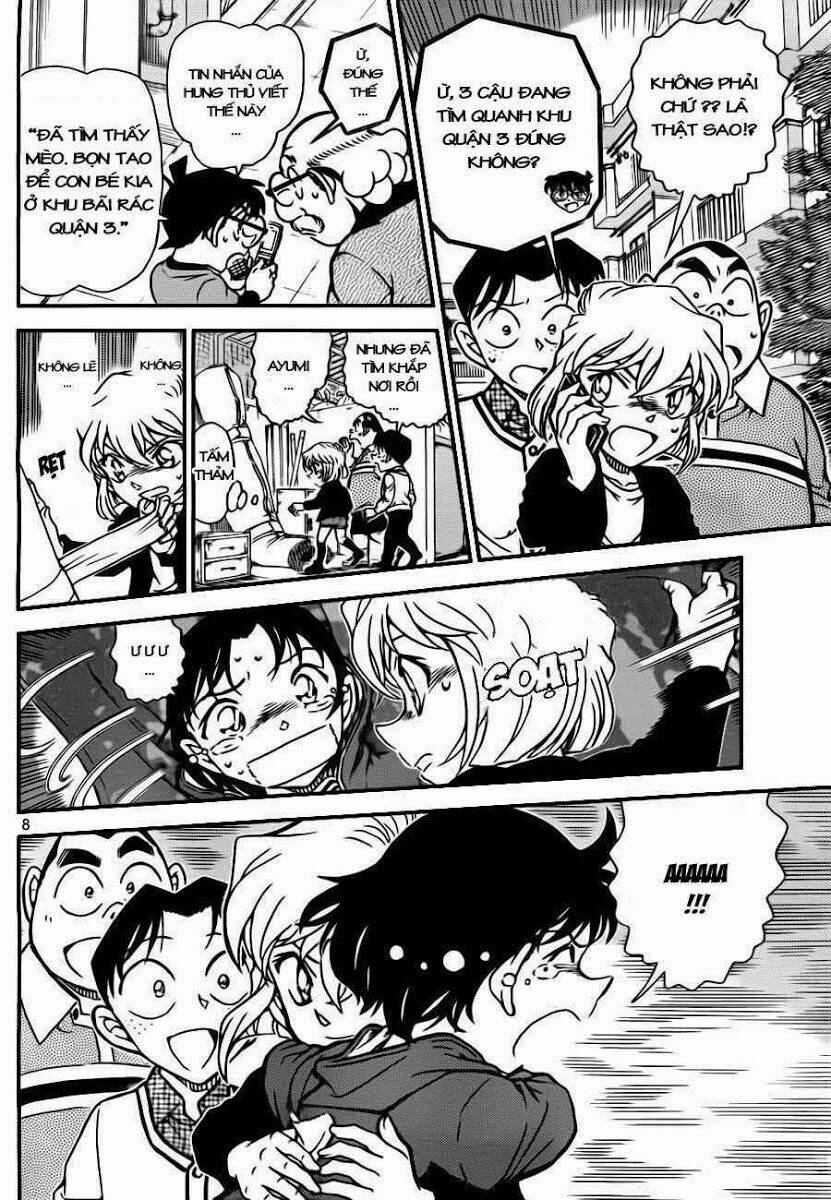 KHÔNG PHẢI
CHỨ ?? LÀ
THẬT SAO!?
Ừ, 3 CẬU ĐANG
TÌM QUANH KHU
QUẬN 3 ĐÚNG
KHÔNG?
Ừ,
ĐÚNG
THẾ
...
TIN NHẮN CỦA
HUNG THỦ VIẾT
THẾ NÀY
...
“ĐÃ TÌM THẤY
MÈO. BỌN TAO
ĐỂ CON BÉ KIA
Ở KHU BÃI RÁC
QUẬN 3.”
NHƯNG ĐÃ
TÌM KHẮP
NƠI RỒI
...
AYUMI
...
TẤM
THẢM
KHÔNG
...
KHÔNG LẼ
...
RẸT
SOẠT
ƯƯƯ
...
8
AAAAAA
!!!